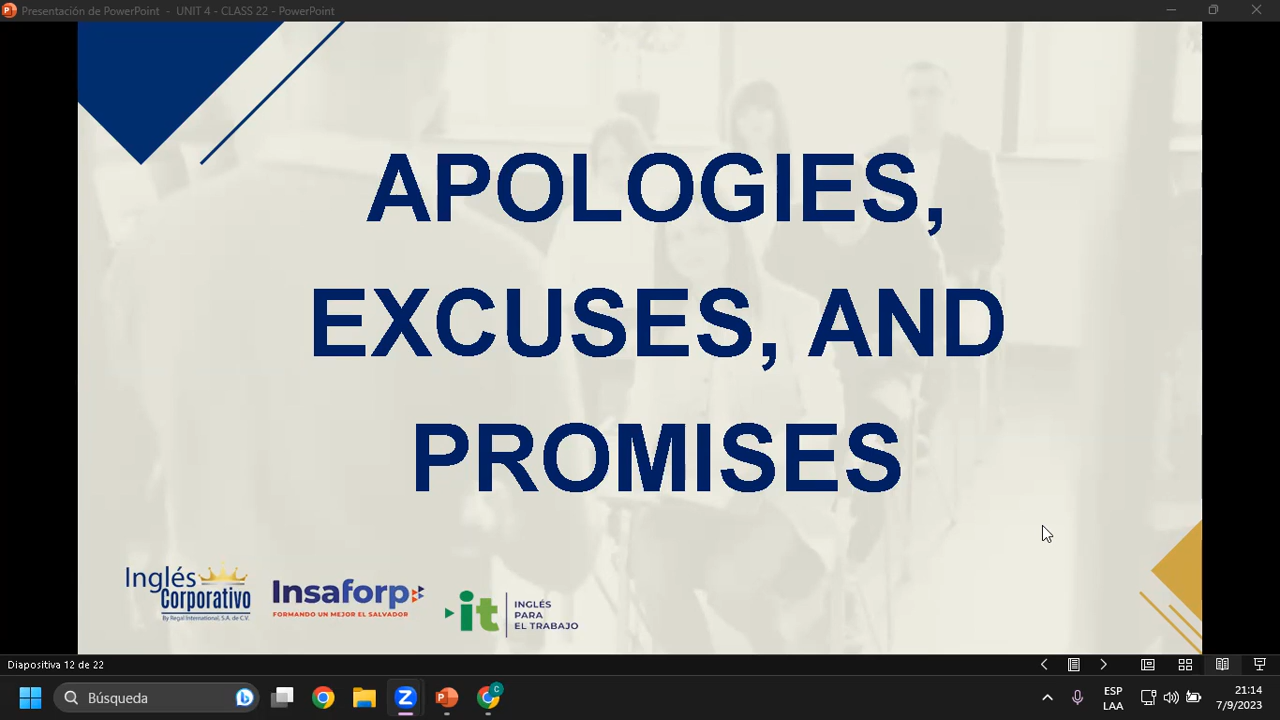 Presentación de PowerPoint - UNIT 4 - CLASS 22 - PowerPoint
APOLOGIES,
EXCUSES, AND
PROMISES
Inglés
Corporativo
By Regal International, S.A. de C.V.
Insaforp
FORMANDO UN MEJOR EL SALVADOR
it
INGLÉS
PARA
EL TRABAJO
Diapositiva 12 de 22
Búsqueda
C
ESP
LAA
21:14
7/9/2023